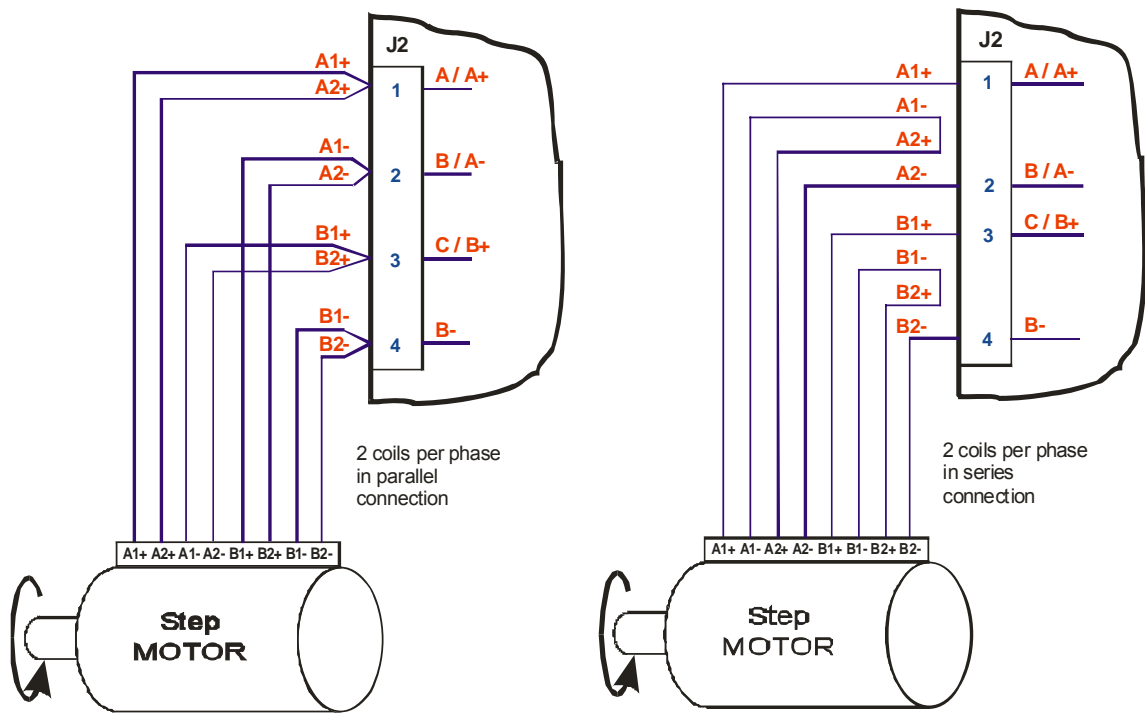 J2
A1+
A2+
1
A / A+
A1-
A2-
2
B / A-
B1+
B2+
3
C / B+
B1-
B2-
4
B-
2 coils per phase
in parallel
connection
A1+ A2+ A1- A2- B1+ B2+ B1- B2-
Step
MOTOR
J2
A1+
1
A / A+
A1-
A2+
A2-
2
B / A-
B1+
3
C / B+
B1-
B2+
B2-
4
B-
2 coils per phase
in series
connection
A1+ A1- A2+ A2- B1+ B1- B2+ B2-
Step
MOTOR